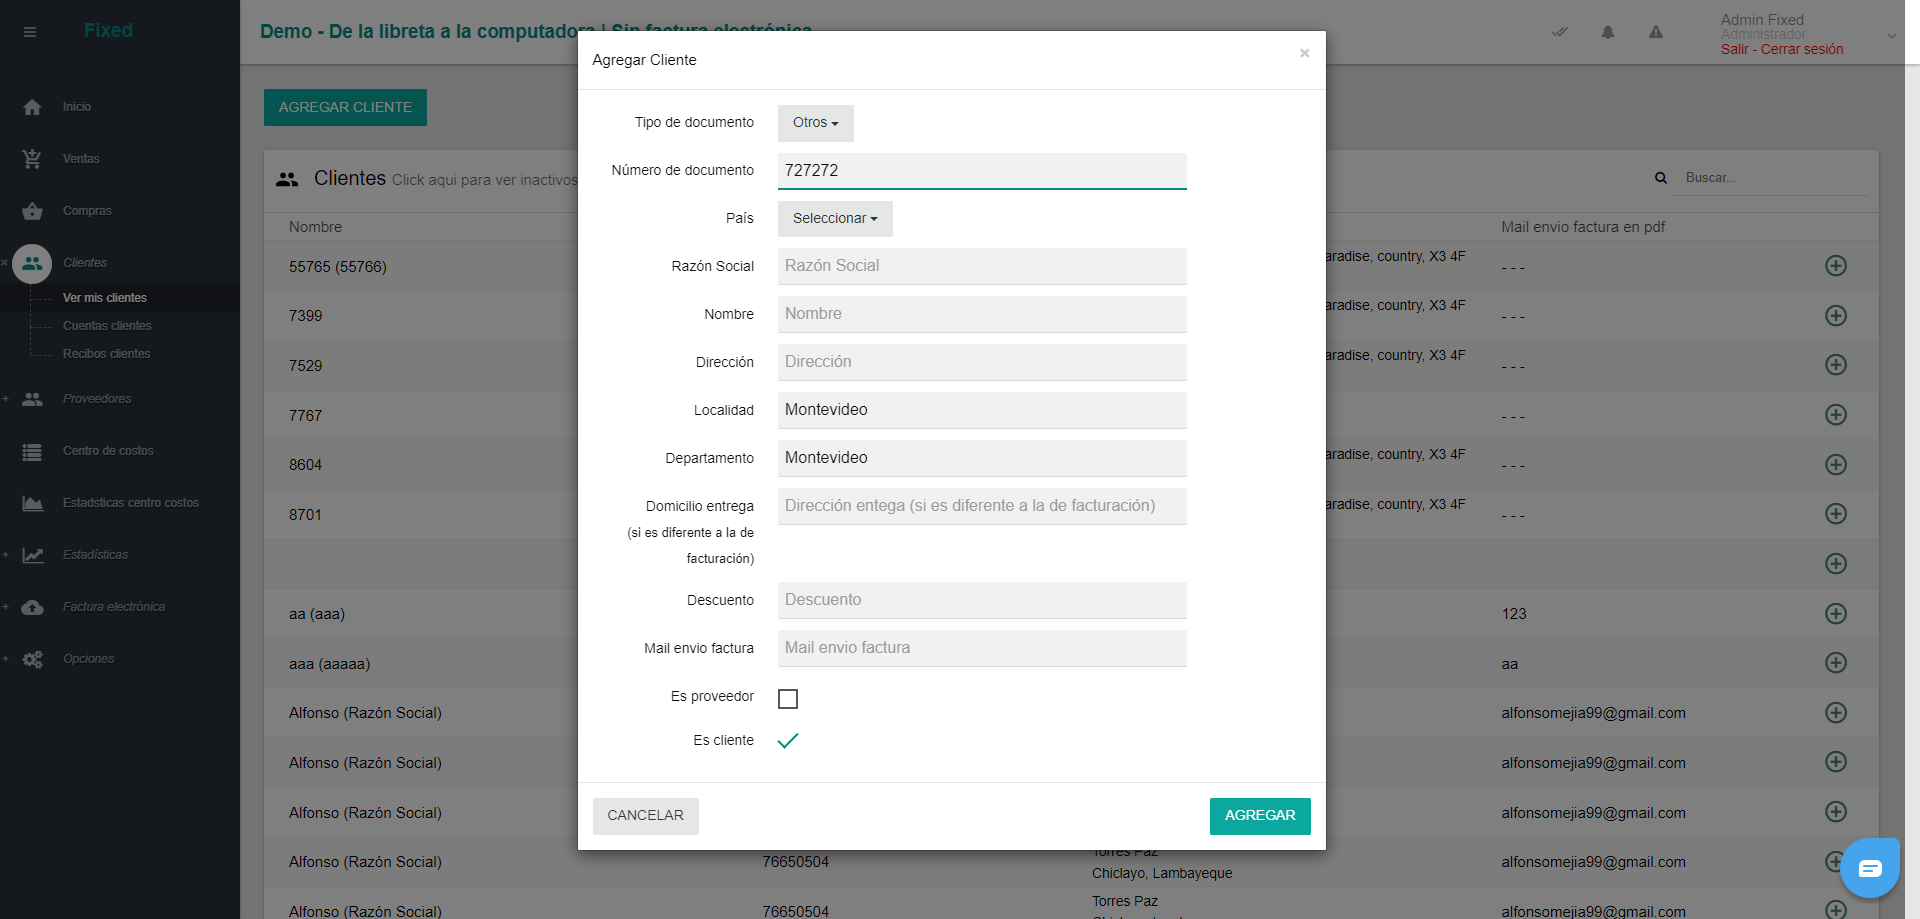 Fixed
Demo - De la libreta a la computadora | Sin factura electrónica
Admin Fixed
Administrador
Salir - Cerrar sesión
Inicio
Ventas
Compras
Clientes
Ver mis clientes
Cuentas clientes
Recibos clientes
Proveedores
Centro de costos
Estadsticas centro costos
Estadísticas
Factura electrónica
Opciones
AGREGAR CLIENTE
Clientes Click aqui para ver inactivos
Buscar...
Nombre
Mail envio factura en pdf
55765 (55766)
aradise, country, X3 4F
- - -
7399
aradise, country, X3 4F
- - -
7529
aradise, country, X3 4F
- - -
7767
- - -
8604
aradise, country, X3 4F
- - -
8701
aradise, country, X3 4F
- - -
aa (aaa)
123
aaa (aaaaa)
aa
Alfonso (Razón Social)
alfonsomejia99@gmail.com
Alfonso (Razón Social)
alfonsomejia99@gmail.com
Alfonso (Razón Social)
alfonsomejia99@gmail.com
Alfonso (Razón Social)
76650504
Torres Paz
Chiclayo, Lambayeque
alfonsomejia99@gmail.com
Alfonso (Razón Social)
76650504
Torres Paz
alfonsomejia99@gmail.com
Agregar Cliente
×
Tipo de documento
Otros
Número de documento
727272
País
Seleccionar
Razón Social
Razón Social
Nombre
Nombre
Dirección
Dirección
Localidad
Montevideo
Departamento
Montevideo
Domicilio entrega
(si es diferente a la de
facturación)
Dirección entega (si es diferente a la de facturación)
Descuento
Descuento
Mail envio factura
Mail envio factura
Es proveedor
Es cliente
CANCELAR
AGREGAR